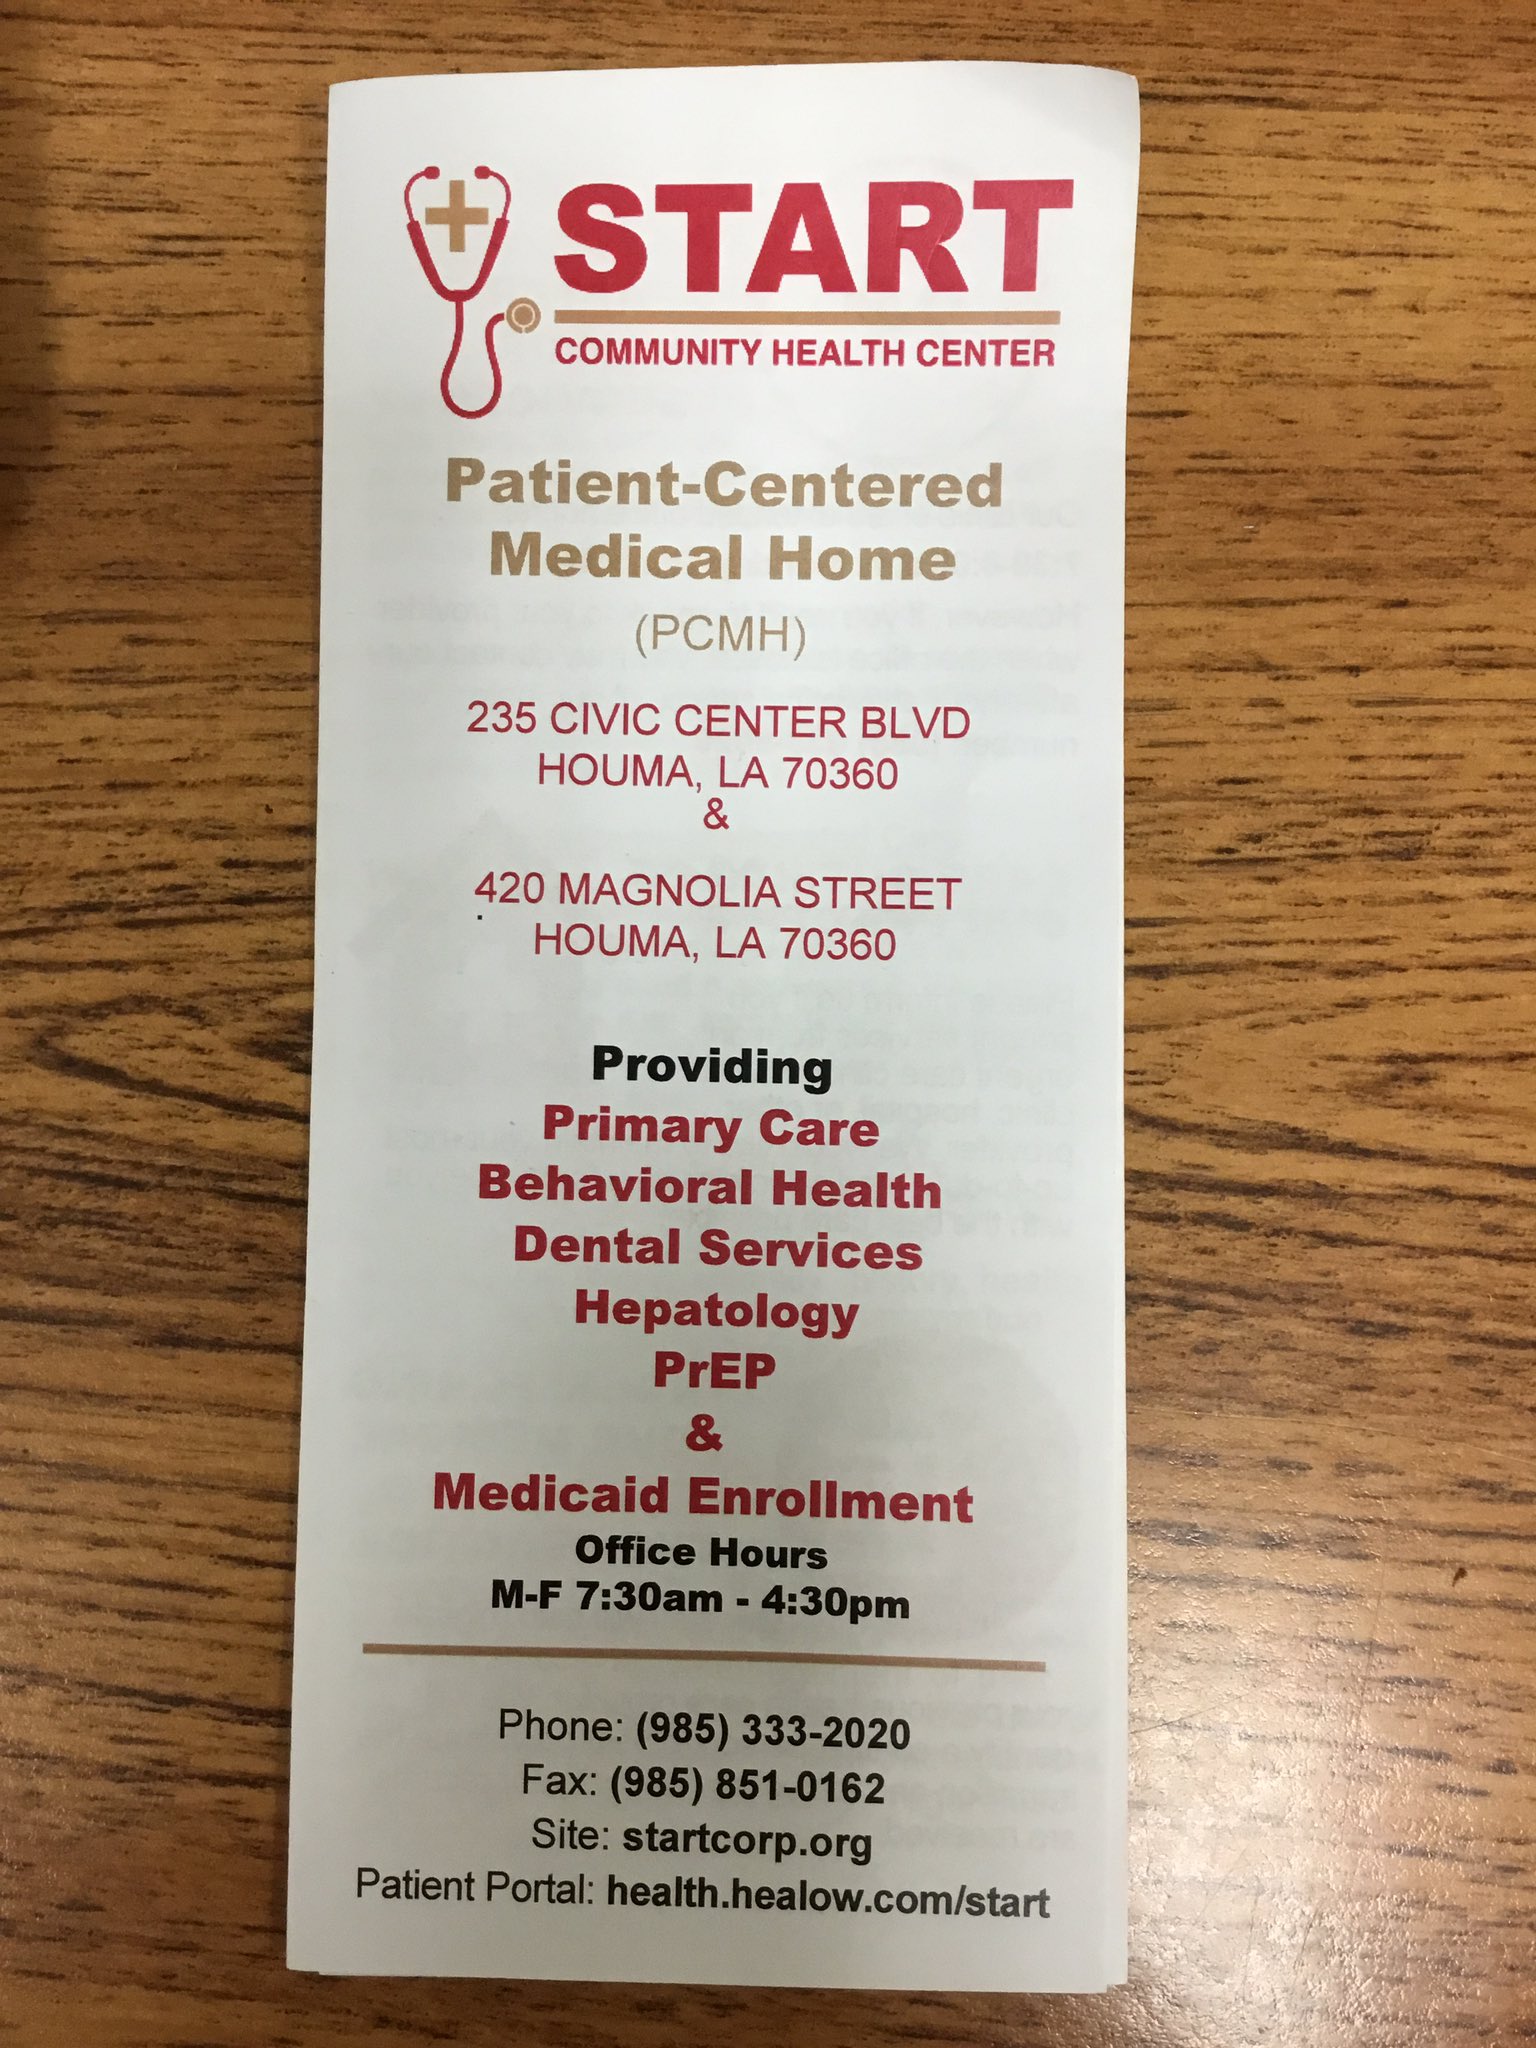 START
COMMUNITY HEALTH CENTER
Patient-Centered
Medical Home
(PCMH)
235 CIVIC CENTER BLVD
HOUMA, LA 70360
&
420 MAGNOLIA STREET
HOUMA, LA 70360
Providing
Primary Care
Behavioral Health
Dental Services
Hepatology
PrEP
&
Medicaid Enrollment
Office Hours
M-F 7:30am - 4:30pm
Phone: (985) 333-2020
Fax: (985) 851-0162
Site: startcorp.org
Patient Portal: health.healow.com/start